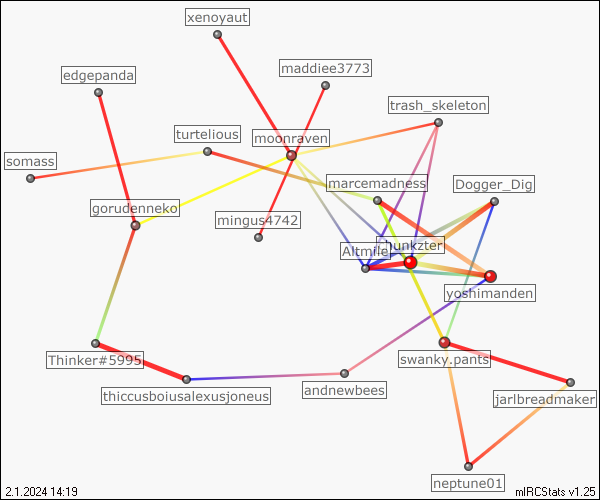 xenoyaut
maddiee3773
edgepanda
trash_skeleton
turtelious
moonraven
somass
marcemadness
Dogger_Dig
gorudenneko
mingus4742
Altmile
punkzter
yoshimanden
Thinker#5995
swanky.pants
andnewbees
thiccusboiusalexusjoneus
jarlbreadmaker
neptune01
2.1.2024 14:19
mIRCStats v1.25